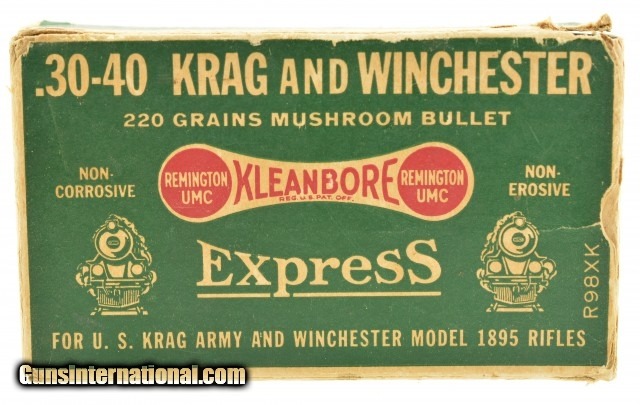 .30-40 KRAG AND WINCHESTER
220 GRAINS MUSHROOM BULLET
NON-
CORROSIVE
REMINGTON
UMC
KLEANBORE
REG. U.S. PAT. OFF.
REMINGTON
UMC
NON-
EROSIVE
ExpresS
R98XK
FOR U. S. KRAG ARMY AND WINCHESTER MODEL 1895 RIFLES
Gunsinternational.com